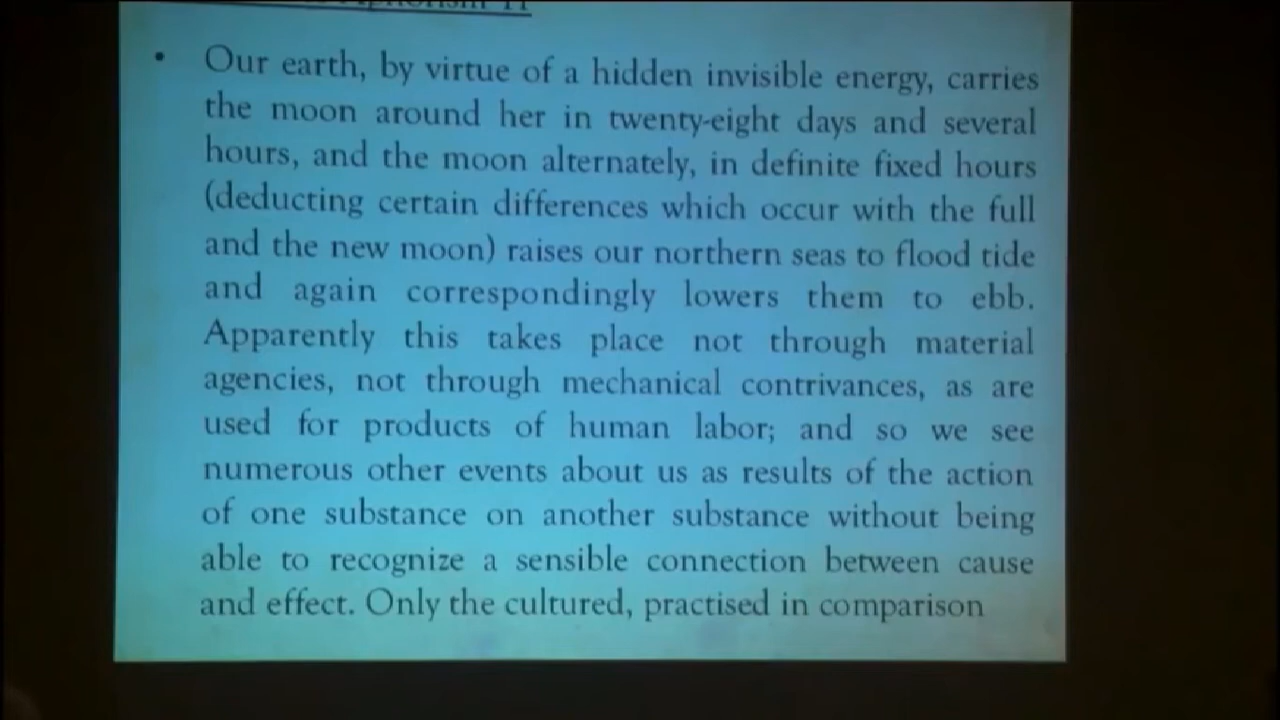 • Our earth, by virtue of a hidden invisible energy, carries
the moon around her in twenty-eight days and several
hours, and the moon alternately, in definite fixed hours
(deducting certain differences which occur with the full
and the new moon) raises our northern seas to flood tide
and again correspondingly lowers them to ebb.
Apparently this takes place not through material
agencies, not through mechanical contrivances, as are
used for products of human labor; and so we see
numerous other events about us as results of the action
of one substance on another substance without being
able to recognize a sensible connection between cause
and effect. Only the cultured, practised in comparison